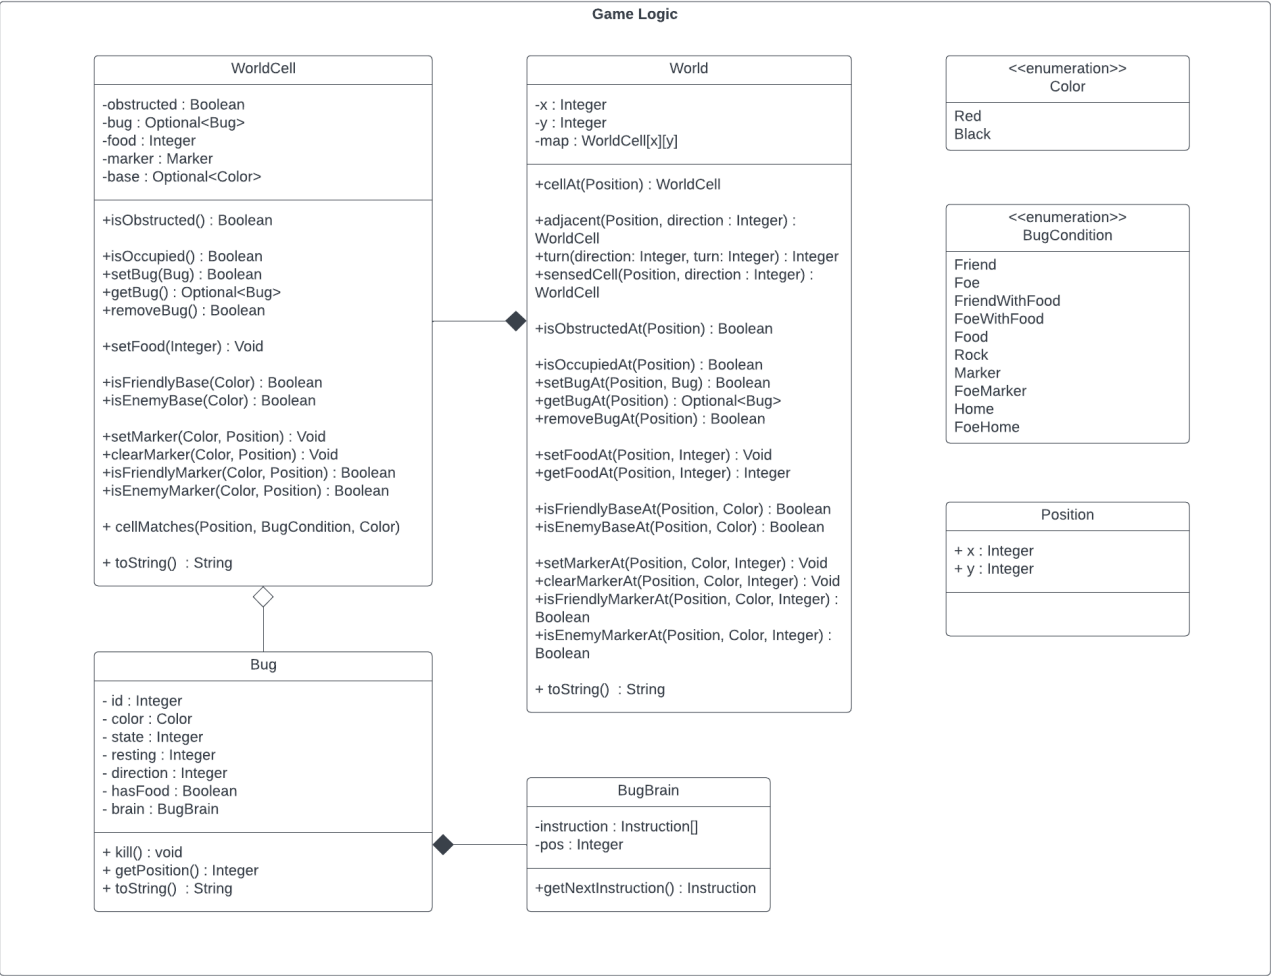 Game Logic
WorldCell
-obstructed : Boolean
-bug : Optional<Bug>
-food : Integer
-marker : Marker
-base : Optional<Color>
+isObstructed() : Boolean
+isOccupied() : Boolean
+setBug(Bug) : Boolean
+getBug() : Optional<Bug>
+removeBug() : Boolean
+setFood(Integer) : Void
+isFriendlyBase(Color) : Boolean
+isEnemyBase(Color) : Boolean
+setMarker(Color, Position) : Void
+clearMarker(Color, Position) : Void
+isFriendlyMarker(Color, Position) : Boolean
+isEnemyMarker(Color, Position) : Boolean
+ cellMatches(Position, BugCondition, Color)
+ toString()  : String
World
-x : Integer
-y : Integer
-map : WorldCell[x][y]
+cellAt(Position) : WorldCell
+adjacent(Position, direction : Integer) :
WorldCell
+turn(direction: Integer, turn: Integer) : Integer
+sensedCell(Position, direction : Integer) :
WorldCell
+isObstructedAt(Position) : Boolean
+isOccupiedAt(Position) : Boolean
+setBugAt(Position, Bug) : Boolean
+getBugAt(Position) : Optional<Bug>
+removeBugAt(Position) : Boolean
+setFoodAt(Position, Integer) : Void
+getFoodAt(Position, Integer) : Integer
+isFriendlyBaseAt(Position, Color) : Boolean
+isEnemyBaseAt(Position, Color) : Boolean
+setMarkerAt(Position, Color, Integer) : Void
+clearMarkerAt(Position, Color, Integer) : Void
+isFriendlyMarkerAt(Position, Color, Integer) :
Boolean
+isEnemyMarkerAt(Position, Color, Integer) :
Boolean
+ toString()  : String
<<enumeration>>
Color
Red
Black
<<enumeration>>
BugCondition
Friend
Foe
FriendWithFood
FoeWithFood
Food
Rock
Marker
FoeMarker
Home
FoeHome
Position
+ x : Integer
+ y : Integer
Bug
- id : Integer
- color : Color
- state : Integer
- resting : Integer
- direction : Integer
- hasFood : Boolean
- brain : BugBrain
+ kill() : void
+ getPosition() : Integer
+ toString()  : String
BugBrain
-instruction : Instruction[]
-pos : Integer
+getNextInstruction() : Instruction